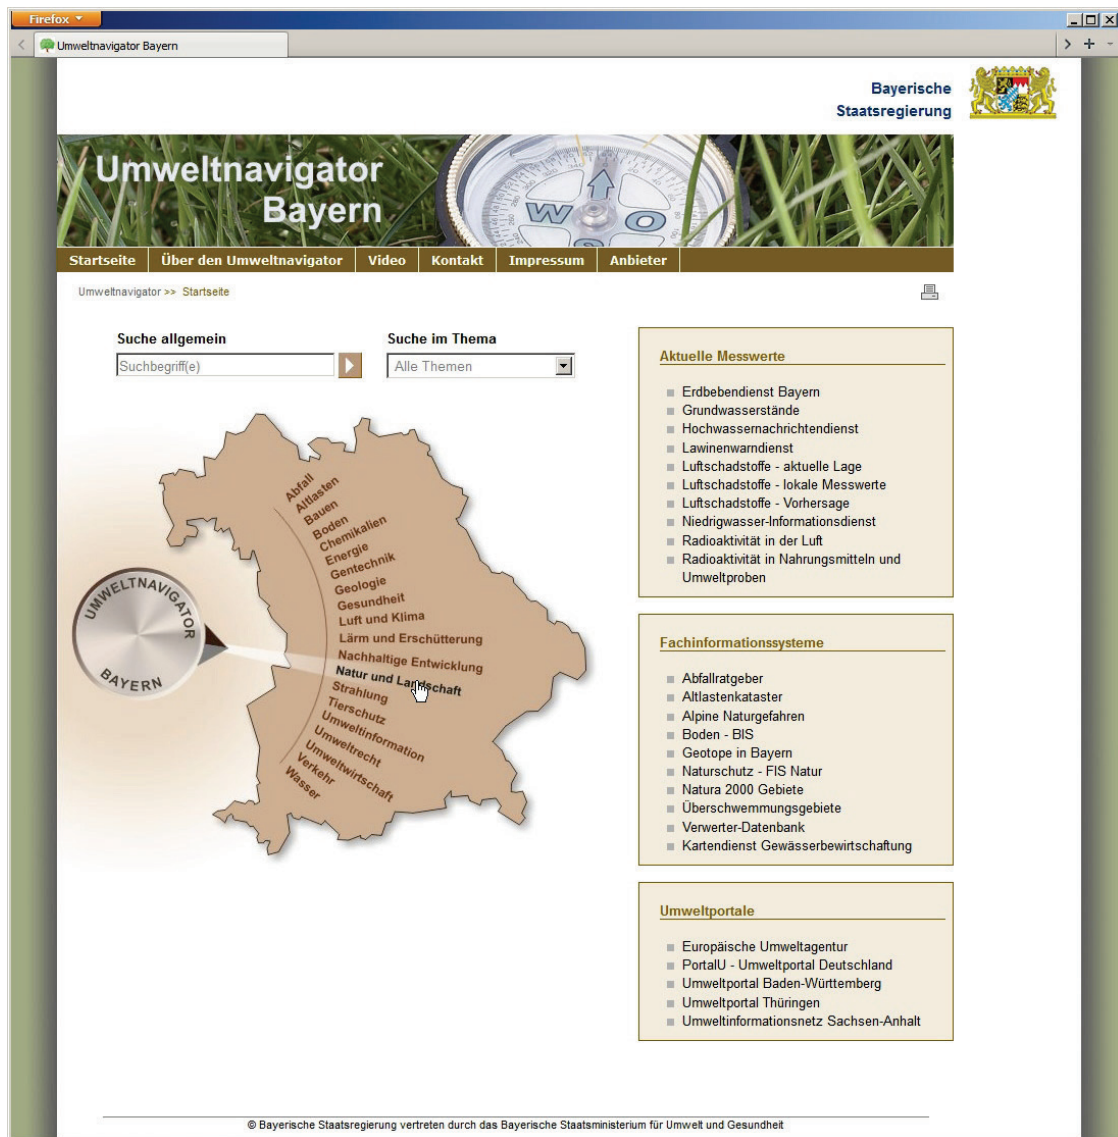 Firefox
Umweltnavigator Bayern
Bayerische
Staatsregierung
Umweltnavigator
Bayern
W O
S
Startseite Über den Umweltnavigator Video Kontakt Impressum Anbieter
Umweltnavigator >> Startseite
Suche allgemein
Suchbegriff(e)
Suche im Thema
Alle Themen
UMWELTNAVIGATOR
BAYERN
Abfall
Altlasten
Bauen
Boden
Chemikalien
Energie
Gentechnik
Geologie
Gesundheit
Luft und Klima
Lärm und Erschütterung
Nachhaltige Entwicklung
Natur und Landschaft
Strahlung
Tierschutz
Umweltinformation
Umweltrecht
Umweltwirtschaft
Verkehr
Wasser
Aktuelle Messwerte
Erdbebendienst Bayern
Grundwasserstände
Hochwassernachrichtendienst
Lawinenwarndienst
Luftschadstoffe - aktuelle Lage
Luftschadstoffe - lokale Messwerte
Luftschadstoffe - Vorhersage
Niedrigwasser-Informationsdienst
Radioaktivität in der Luft
Radioaktivität in Nahrungsmitteln und
Umweltproben
Fachinformationssysteme
Abfallratgeber
Altlastenkataster
Alpine Naturgefahren
Boden - BIS
Geotope in Bayern
Naturschutz - FIS Natur
Natura 2000 Gebiete
Überschwemmungsgebiete
Verwerter-Datenbank
Kartendienst Gewässerbewirtschaftung
Umweltportale
Europäische Umweltagentur
PortalU - Umweltportal Deutschland
Umweltportal Baden-Württemberg
Umweltportal Thüringen
Umweltinformationsnetz Sachsen-Anhalt
© Bayerische Staatsregierung vertreten durch das Bayerische Staatsministerium für Umwelt und Gesundheit